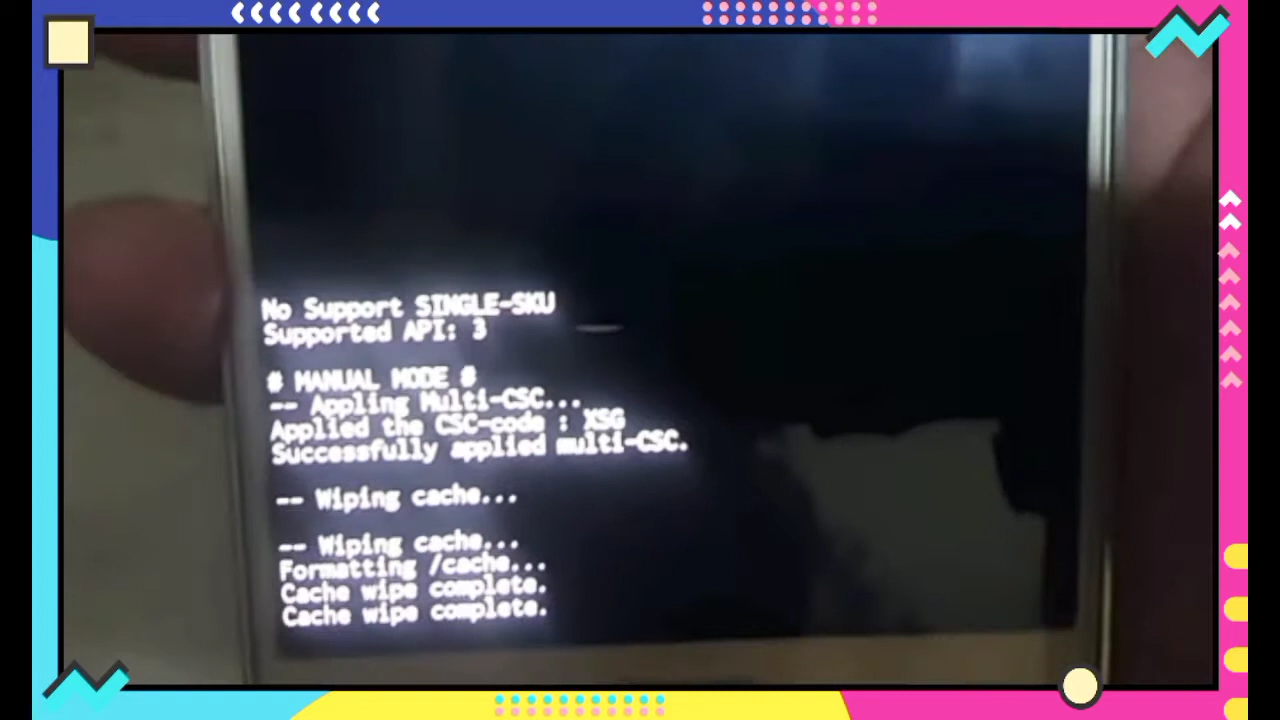 No Support SINGLE-SKU
Supported API: 3
# MANUAL MODE #
-- Appling Multi-CSC...
Applied the CSC-code : XSG
Successfully applied multi-CSC.
-- Wiping cache...
-- Wiping cache...
Formatting /cache...
Cache wipe complete.
Cache wipe complete.